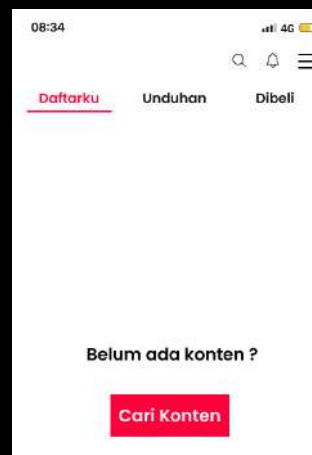 08:34 4G
Daftarku Unduhan Dibeli
Belum ada konten ?
Cari Konten